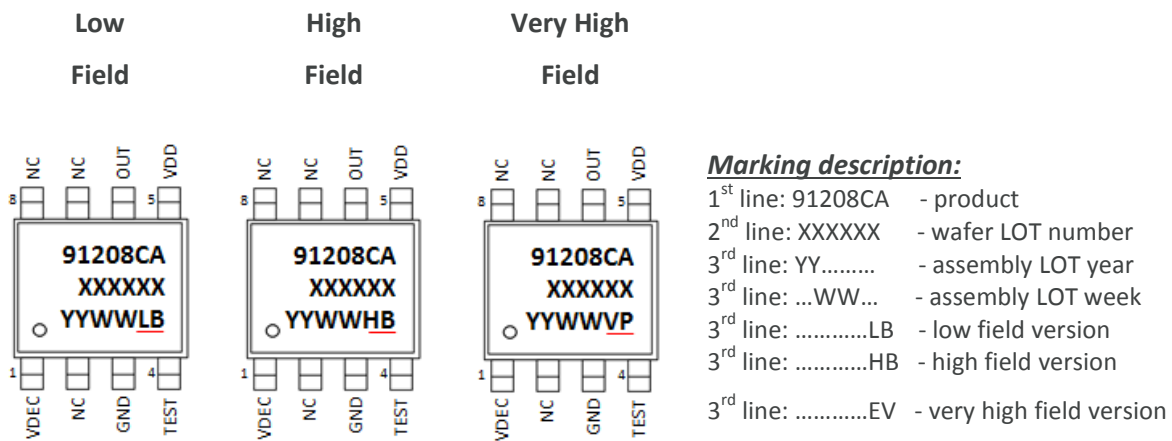 Low High Very High
Field Field Field
NC NC OUT VDD NC NC OUT VDD NC NC OUT VDD
8 5 8 5 8 5
91208CA 91208CA 91208CA
XXXXXX XXXXXX XXXXXX
YYWWLB YYWWHB YYWWVP
1 4 1 4 1 4
VDEC NC GND TEST VDEC NC GND TEST VDEC NC GND TEST
Marking description:
1st line: 91208CA - product
2nd line: XXXXXX - wafer LOT number
3rd line: YY……… - assembly LOT year
3rd line: …WW… - assembly LOT week
3rd line: …………LB - low field version
3rd line: …………HB - high field version
3rd line: …………EV - very high field version